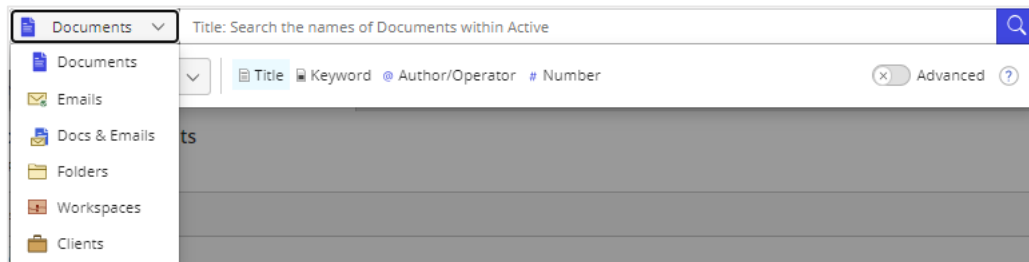 Documents Title: Search the names of Documents within Active
Documents
Title Keyword @ Author/Operator # Number Advanced ?
Emails
Docs & Emails
ts
Folders
Workspaces
Clients